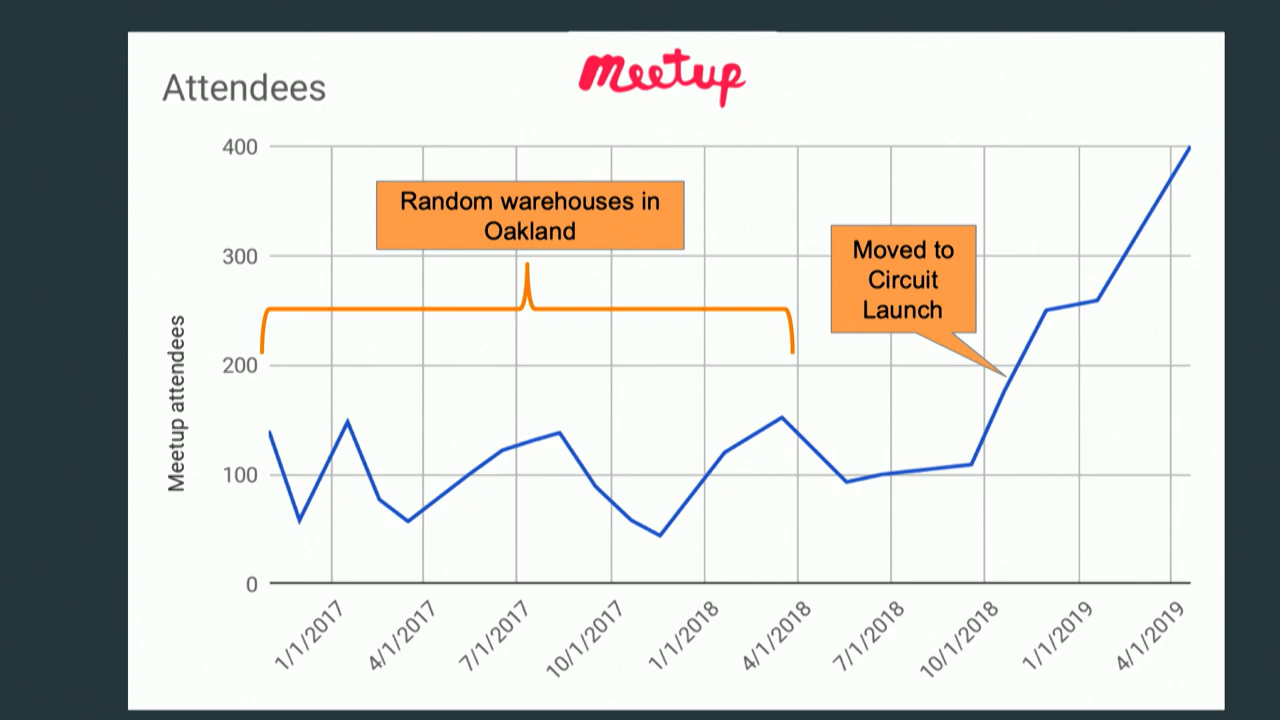 Attendees
meetup
400
300
200
100
0
Meetup attendees
Random warehouses in
Oakland
Moved to
Circuit
Launch
1/1/2017
4/1/2017
7/1/2017
10/1/2017
1/1/2018
4/1/2018
7/1/2018
10/1/2018
1/1/2019
4/1/2019